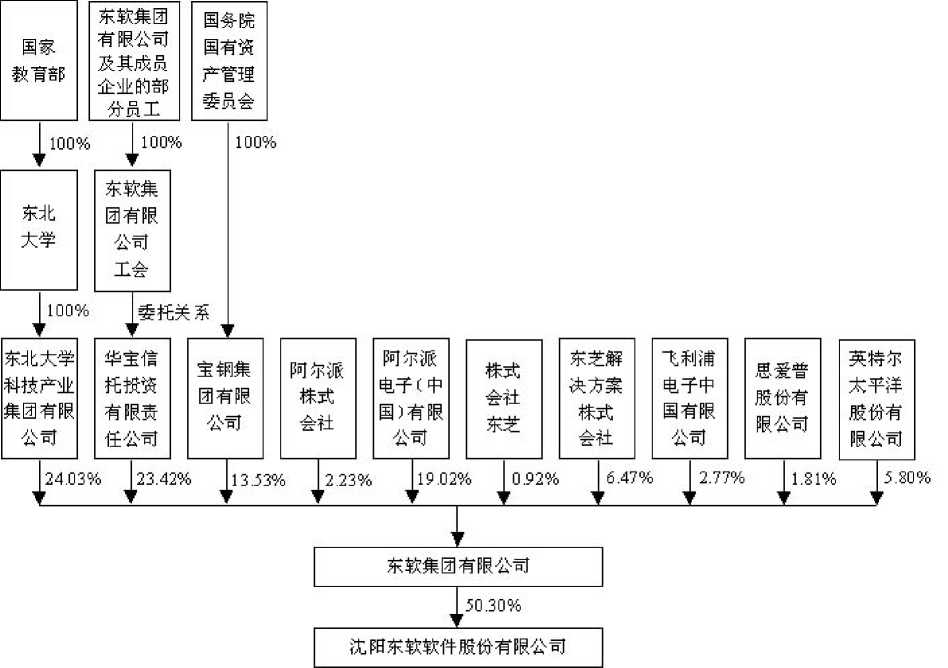 国家
教育部
东软集团
有限公司
及其成员
企业的部
分员工
国务院
国有资
产管理
委员会
100%
100%
100%
东北
大学
东软集
团有限
公司
工会
100%
委托关系
东北大学
科技产业
集团有限
公司
华宝信
托投资
有限责
任公司
宝钢集
团有限
公司
阿尔派
株式
会社
阿尔派
电子(中
国)有限
公司
株式
会社
东芝
东芝解
决方案
株式
会社
飞利浦
电子中
国有限
公司
思爱普
股份有
限公司
英特尔
太平洋
股份有
限公司
24.03%
23.42%
13.53%
2.23%
19.02%
0.92%
6.47%
2.77%
1.81%
5.80%
东软集团有限公司
50.30%
沈阳东软软件股份有限公司